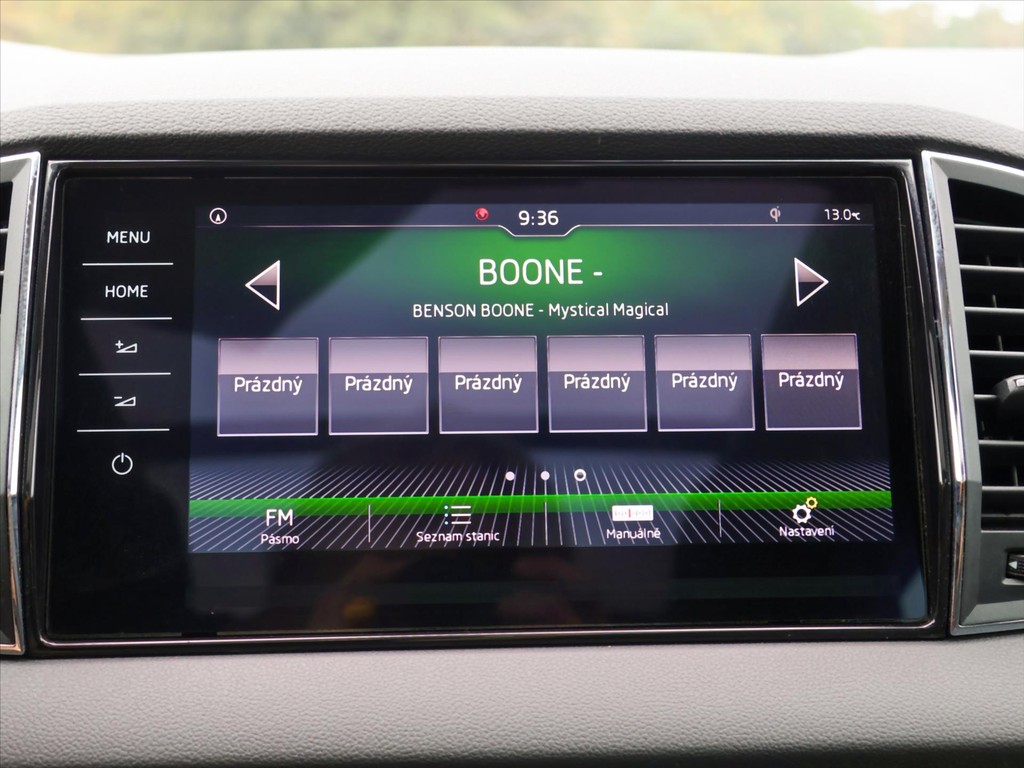 MENU
HOME
9:36
13.0°C
BOONE -
BENSON BOONE - Mystical Magical
Prázdný
Prázdný
Prázdný
Prázdný
Prázdný
Prázdný
FM
Pásmo
Seznam stanic
Manuálně
Nastavení